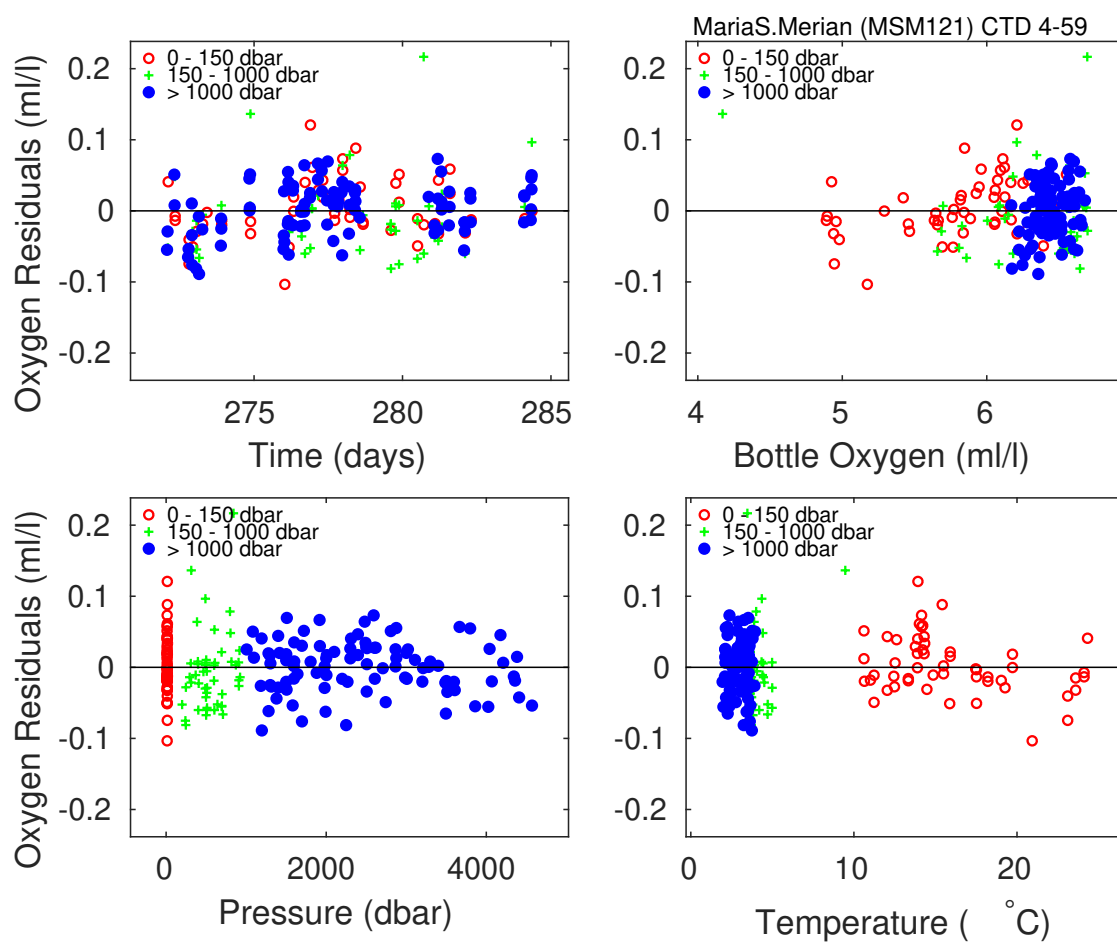 MariaS.Merian (MSM121) CTD 4-59
0.2
0.1
0
-0.1
-0.2
Oxygen Residuals (ml/l)
0 - 150 dbar
150 - 1000 dbar
> 1000 dbar
275
280
285
Time (days)
0.2
0.1
0
-0.1
-0.2
0 - 150 dbar
150 - 1000 dbar
> 1000 dbar
4
5
6
Bottle Oxygen (ml/l)
0.2
0.1
0
-0.1
-0.2
Oxygen Residuals (ml/l)
0 - 150 dbar
150 - 1000 dbar
> 1000 dbar
0
2000
4000
Pressure (dbar)
0.2
0.1
0
-0.1
-0.2
0 - 150 dbar
150 - 1000 dbar
> 1000 dbar
0
10
20
Temperature ( °C)